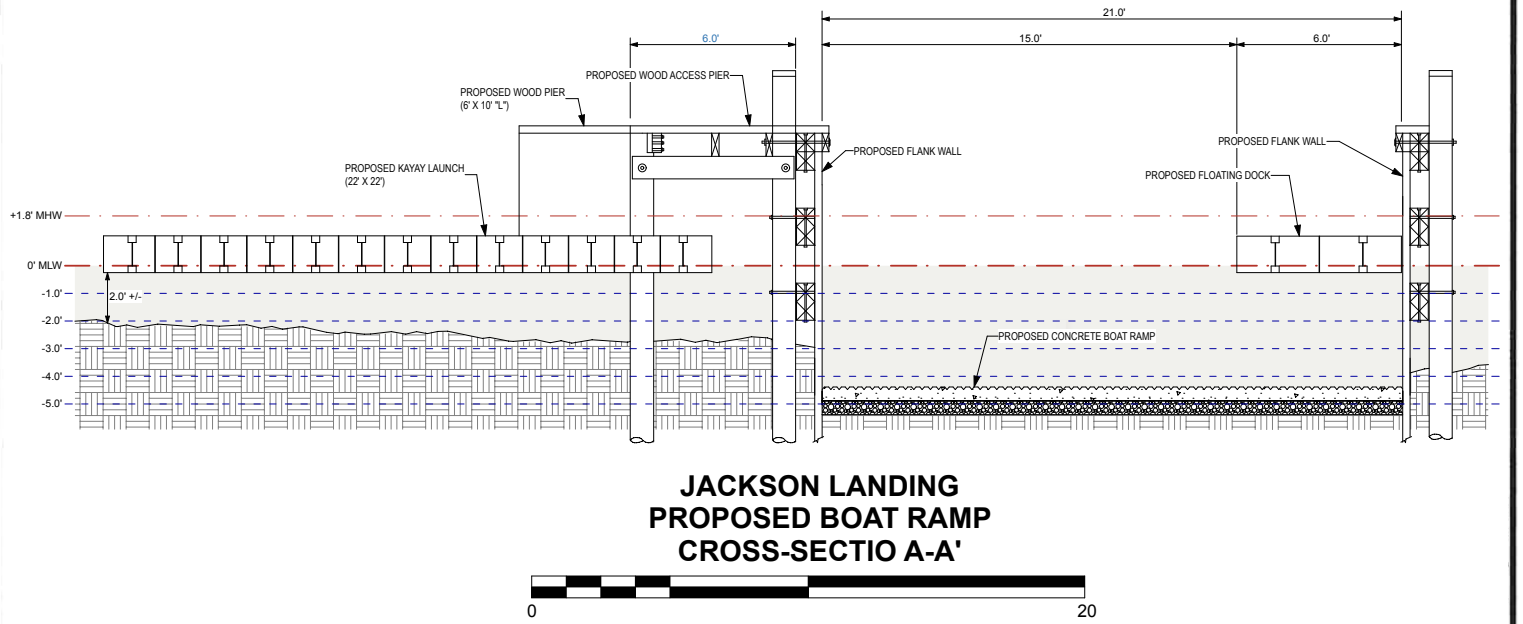 21.0'
6.0'
15.0'
6.0'
PROPOSED WOOD ACCESS PIER
PROPOSED WOOD PIER
(6' X 10' "L")
PROPOSED FLANK WALL
PROPOSED FLANK WALL
PROPOSED KAYAY LAUNCH
(22' X 22')
PROPOSED FLOATING DOCK
+1.8' MHW
0' MLW
-1.0'
2.0' +/-
-2.0'
PROPOSED CONCRETE BOAT RAMP
-3.0'
-4.0'
-5.0'
JACKSON LANDING
PROPOSED BOAT RAMP
CROSS-SECTIO A-A'
0
20